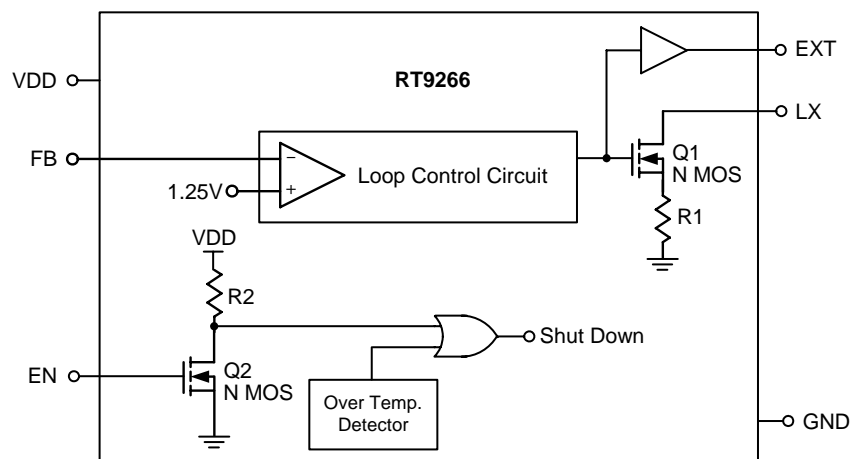 EXT
VDD
RT9266
LX
FB
−
+
Loop Control Circuit
Q1
N MOS
1.25V
R1
VDD
R2
Shut Down
EN
Q2
N MOS
Over Temp.
Detector
GND